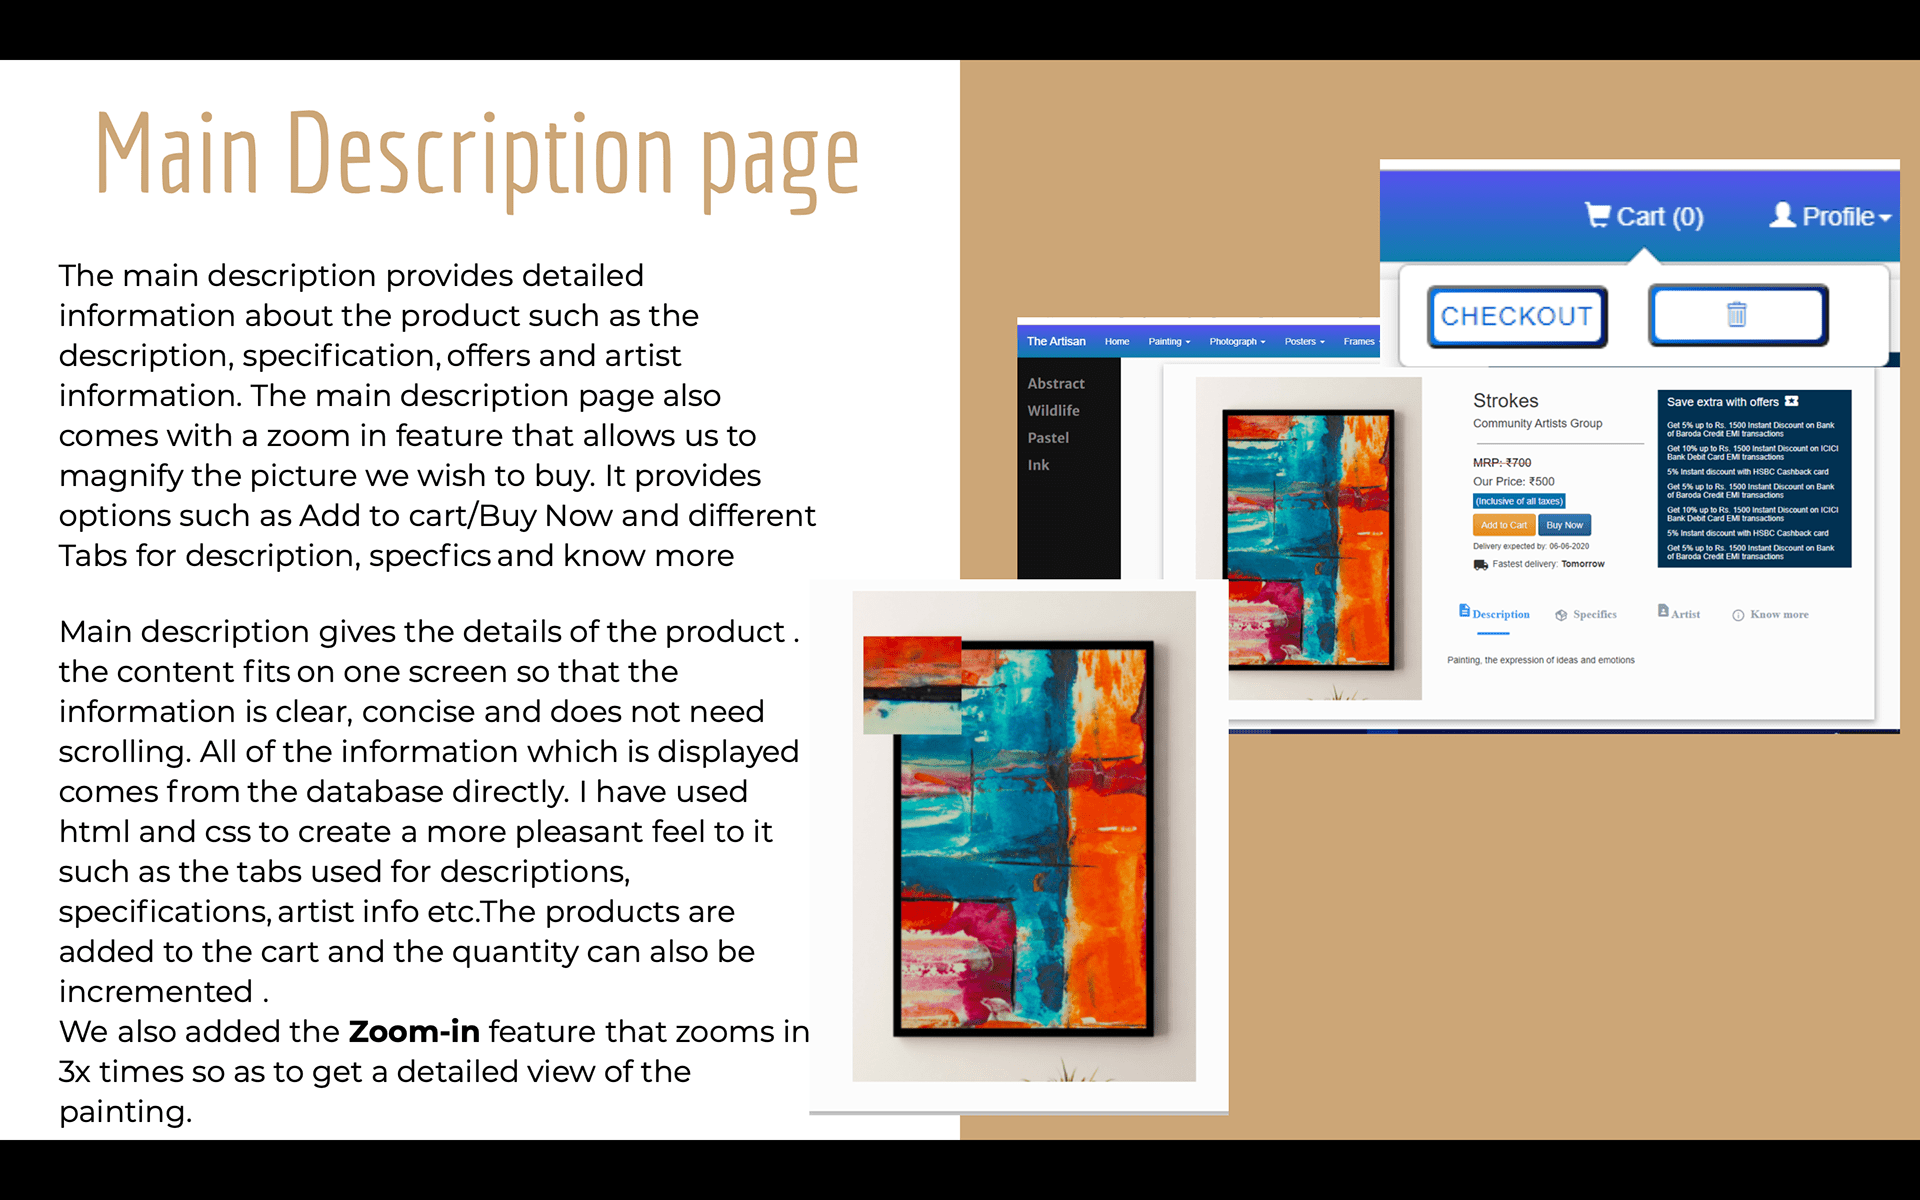 Main Description page
The main description provides detailed
information about the product such as the
description, specification, offers and artist
information. The main description page also
comes with a zoom in feature that allows us to
magnify the picture we wish to buy. It provides
options such as Add to cart/Buy Now and different
Tabs for description, specfics and know more
Main description gives the details of the product .
the content fits on one screen so that the
information is clear, concise and does not need
scrolling. All of the information which is displayed
comes from the database directly. I have used
html and css to create a more pleasant feel to it
such as the tabs used for descriptions,
specifications, artist info etc.The products are
added to the cart and the quantity can also be
incremented .
We also added the Zoom-in feature that zooms in
3x times so as to get a detailed view of the
painting.
Cart (0) Profile
CHECKOUT
The Artisan Home Painting Photograph Posters Frames
Abstract
Wildlife
Pastel
Ink
Strokes
Community Artists Group
MRP: ₹700
Our Price: ₹500
(Inclusive of all taxes)
Add to Cart Buy Now
Delivery expected by: 06-06-2020
Fastest delivery: Tomorrow
Save extra with offers
Get 5% up to Rs. 1500 Instant Discount on Bank
of Baroda Credit EMI transactions
Get 10% up to Rs. 1500 Instant Discount on ICICI
Bank Debit Card EMI transactions
5% Instant discount with HSBC Cashback card
Get 5% up to Rs. 1500 Instant Discount on Bank
of Baroda Credit EMI transactions
Get 10% up to Rs. 1500 Instant Discount on ICICI
Bank Debit Card EMI transactions
5% Instant discount with HSBC Cashback card
Get 5% up to Rs. 1500 Instant Discount on Bank
of Baroda Credit EMI transactions
Description Specifics Artist Know more
Painting, the expression of ideas and emotions